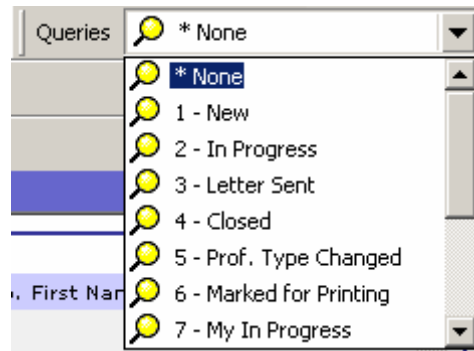 Queries * None
* None
1 - New
2 - In Progress
3 - Letter Sent
4 - Closed
5 - Prof. Type Changed
. First Nar
6 - Marked for Printing
7 - My In Progress